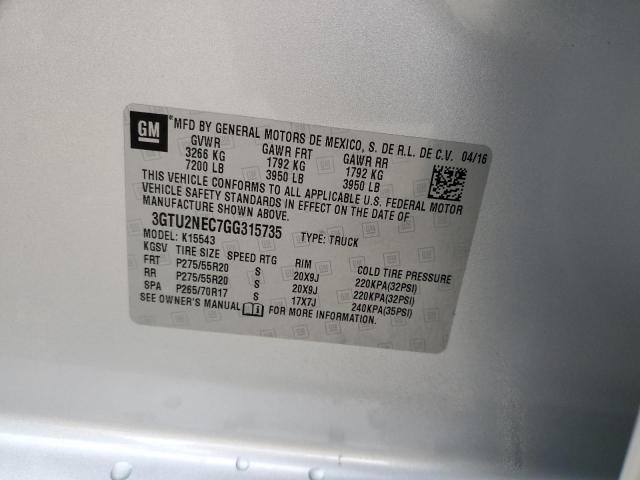 GM *MFD BY GENERAL MOTORS DE MEXICO, S. DE R.L. DE C.V. 04/16
GVWR GAWR FRT GAWR RR
3266 KG 1792 KG 1792 KG
7200 LB 3950 LB 3950 LB
THIS VEHICLE CONFORMS TO ALL APPLICABLE U.S. FEDERAL MOTOR
VEHICLE SAFETY STANDARDS IN EFFECT ON THE DATE OF
MANUFACTURE SHOWN ABOVE.
3GTU2NEC7GG315735 TYPE: TRUCK
MODEL: K15543
KGSV TIRE SIZE SPEED RTG RIM COLD TIRE PRESSURE
FRT P275/55R20 S 20X9J 220KPA(32PSI)
RR P275/55R20 S 20X9J 220KPA(32PSI)
SPA P265/70R17 S 17X7J 240KPA(35PSI)
SEE OWNER'S MANUAL FOR MORE INFORMATION.